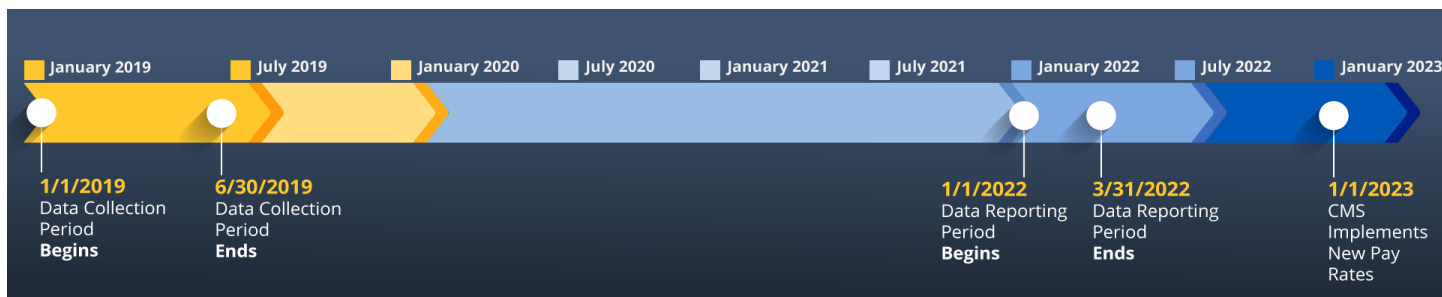 January 2019
July 2019
January 2020
July 2020
January 2021
July 2021
January 2022
July 2022
January 2023
1/1/2019
Data Collection
Period
Begins
6/30/2019
Data Collection
Period
Ends
1/1/2022
Data Reporting
Period
Begins
3/31/2022
Data Reporting
Period
Ends
1/1/2023
CMS
Implements
New Pay
Rates